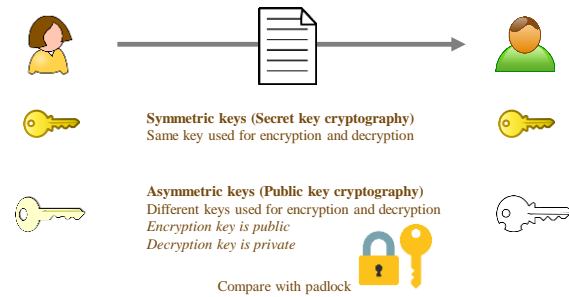 Symmetric keys (Secret key cryptography)
Same key used for encryption and decryption
Asymmetric keys (Public key cryptography)
Different keys used for encryption and decryption
Encryption key is public
Decryption key is private
Compare with padlock